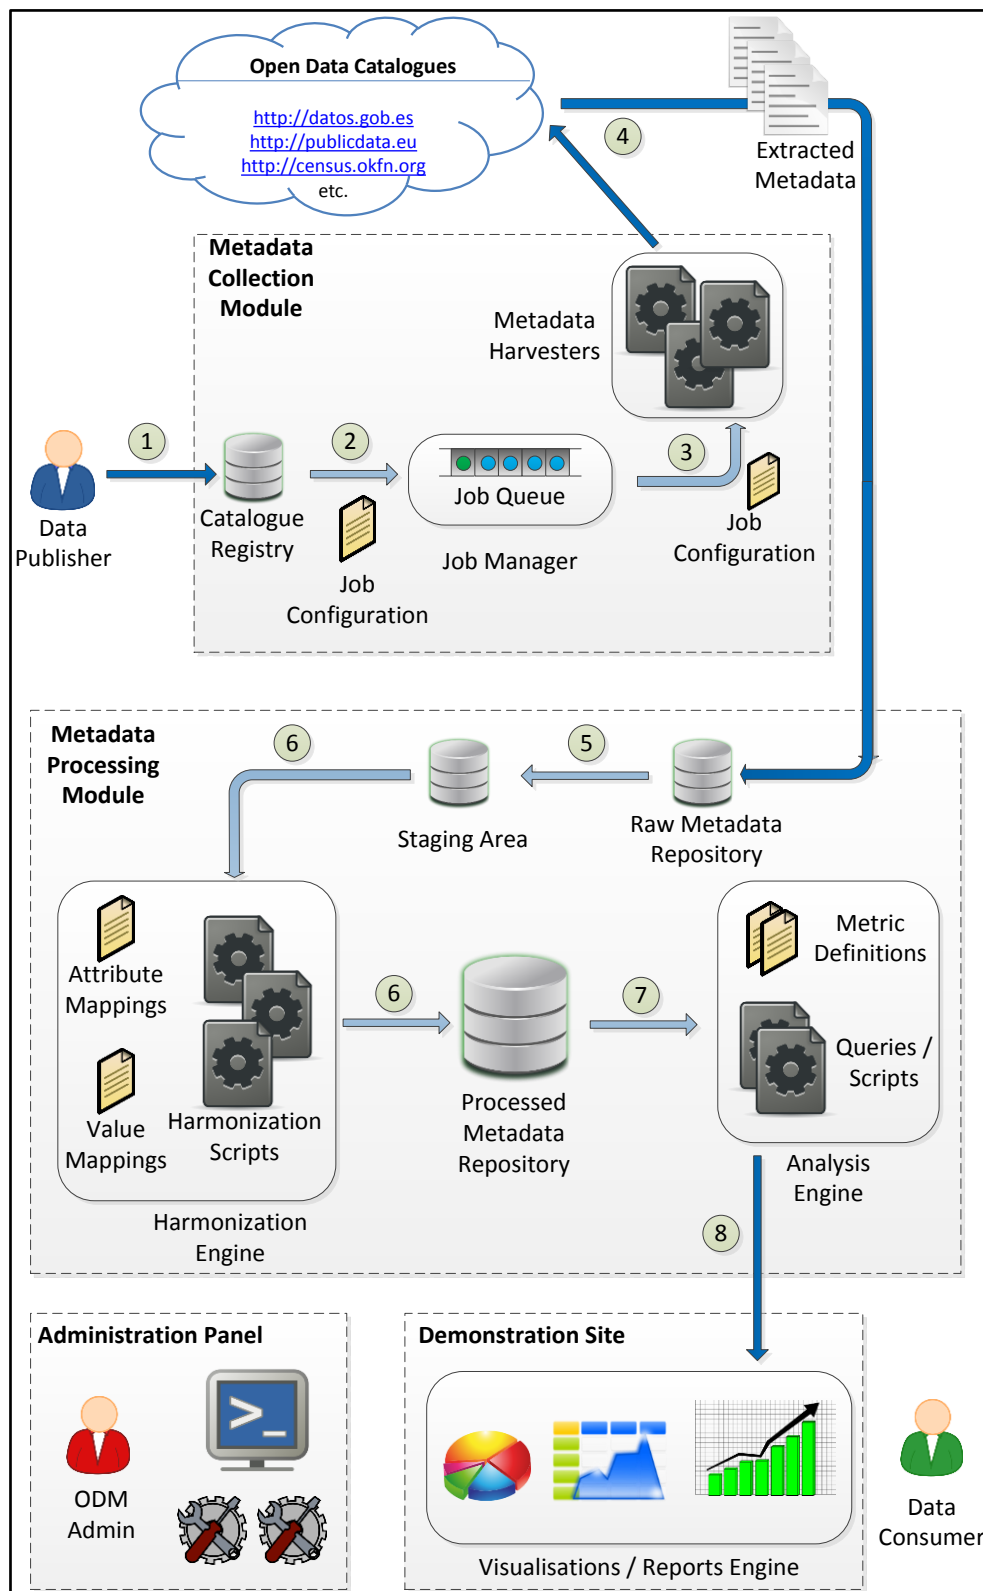 Open Data Catalogues
http://datos.gob.es
http://publicdata.eu
http://census.okfn.org
etc.
4
Extracted
Metadata
Metadata
Collection
Module
Metadata
Harvesters
1
2
3
Data
Publisher
Catalogue
Registry
Job
Configuration
Job Queue
Job Manager
Job
Configuration
Metadata
Processing
Module
6
5
Staging Area
Raw Metadata
Repository
Attribute
Mappings
Value
Mappings
Harmonization
Scripts
Harmonization
Engine
6
Processed
Metadata
Repository
7
Metric
Definitions
Queries /
Scripts
Analysis
Engine
8
Administration Panel
>_
ODM
Admin
Demonstration Site
Visualisations / Reports Engine
Data
Consumer